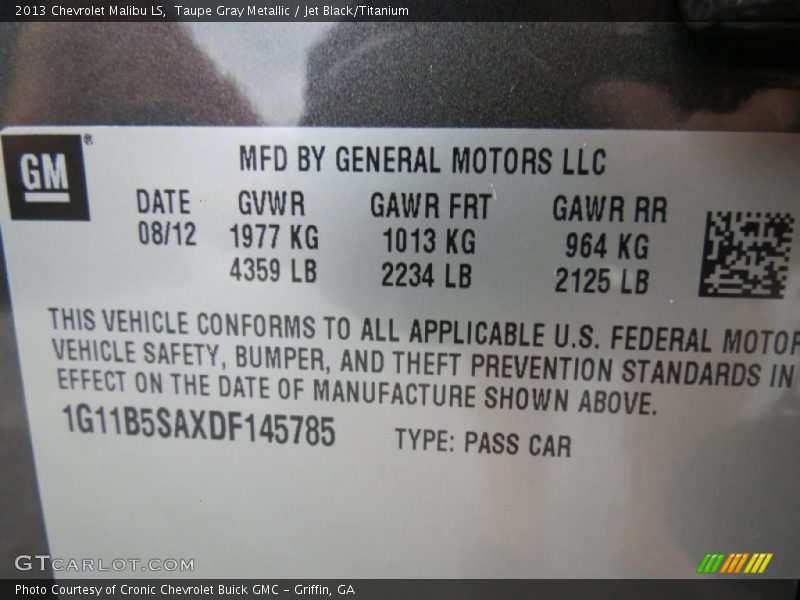 2013 Chevrolet Malibu LS, Taupe Gray Metallic / Jet Black/Titanium
GM®
MFD BY GENERAL MOTORS LLC
DATE GVWR GAWR FRT GAWR RR
08/12 1977 KG 1013 KG 964 KG
4359 LB 2234 LB 2125 LB
THIS VEHICLE CONFORMS TO ALL APPLICABLE U.S. FEDERAL MOTOR
VEHICLE SAFETY, BUMPER, AND THEFT PREVENTION STANDARDS IN
EFFECT ON THE DATE OF MANUFACTURE SHOWN ABOVE.
1G11B5SAXDF145785 TYPE: PASS CAR
GTCARLOT.COM
Photo Courtesy of Cronic Chevrolet Buick GMC – Griffin, GA